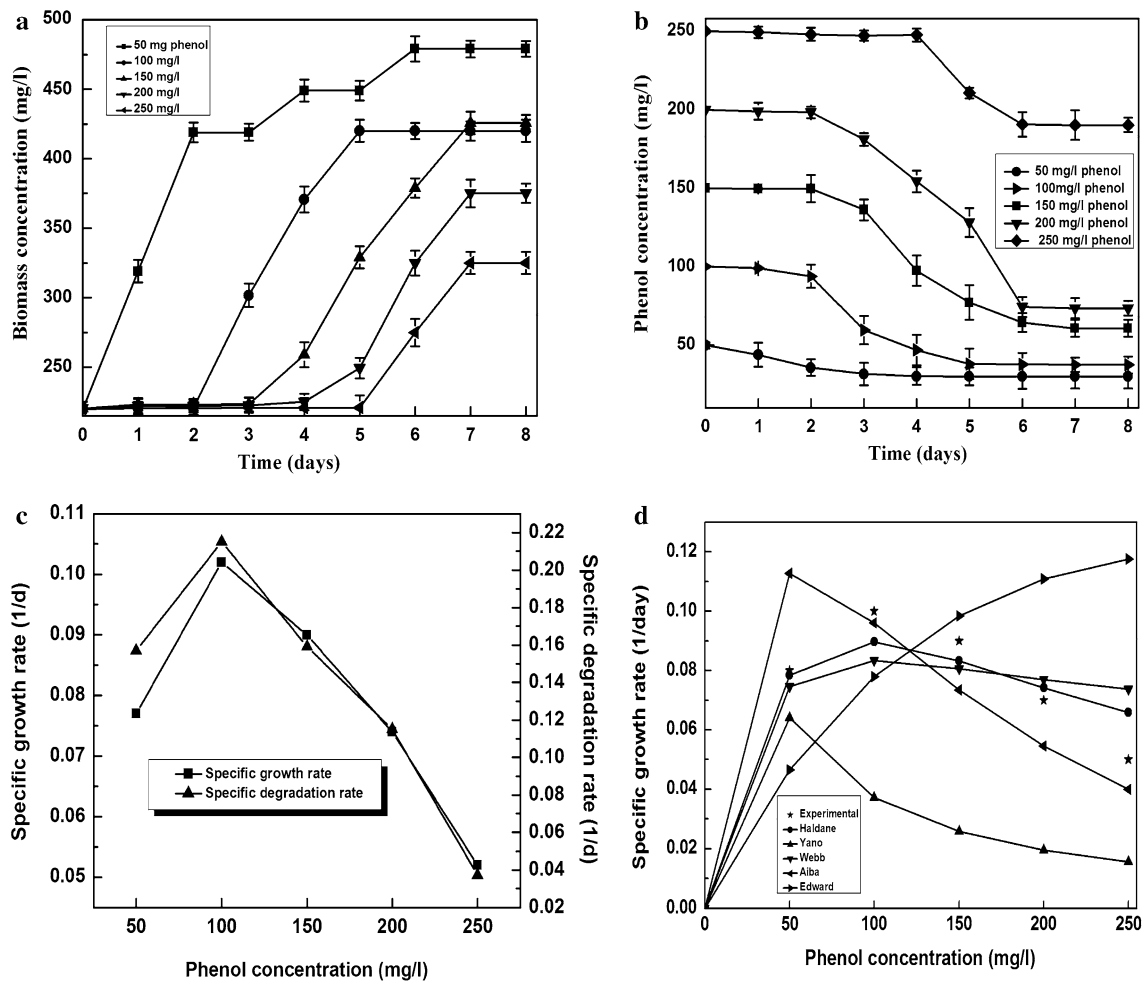 a
Biomass concentration (mg/l)
500
450
400
350
300
250
50 mg phenol
100 mg/l
150 mg/l
200 mg/l
250 mg/l
0 1 2 3 4 5 6 7 8
Time (days)
b
Phenol concentration (mg/l)
250
200
150
100
50
50 mg/l phenol
100mg/l phenol
150 mg/l phenol
200 mg/l phenol
250 mg/l phenol
0 1 2 3 4 5 6 7 8
Time (days)
c
Specific growth rate (1/d)
0.11
0.10
0.09
0.08
0.07
0.06
0.05
Specific growth rate
Specific degradation rate
0.22
0.20
0.18
0.16
0.14
0.12
0.10
0.08
0.06
0.04
0.02
Specific degradation rate (1/d)
50 100 150 200 250
Phenol concentration (mg/l)
d
Specific growth rate (1/day)
0.12
0.10
0.08
0.06
0.04
0.02
0.00
Experimental
Haldane
Yano
Webb
Aiba
Edward
0 50 100 150 200 250
Phenol concentration (mg/l)